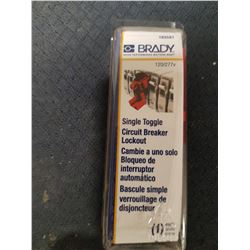 BRADY
120/277v
Single Toggle
Circuit Breaker
Lockout
Cambie a uno solo
Bloqueo de
interruptor
automático
Bascule simple
verrouillage de
disjoncteur
(1)